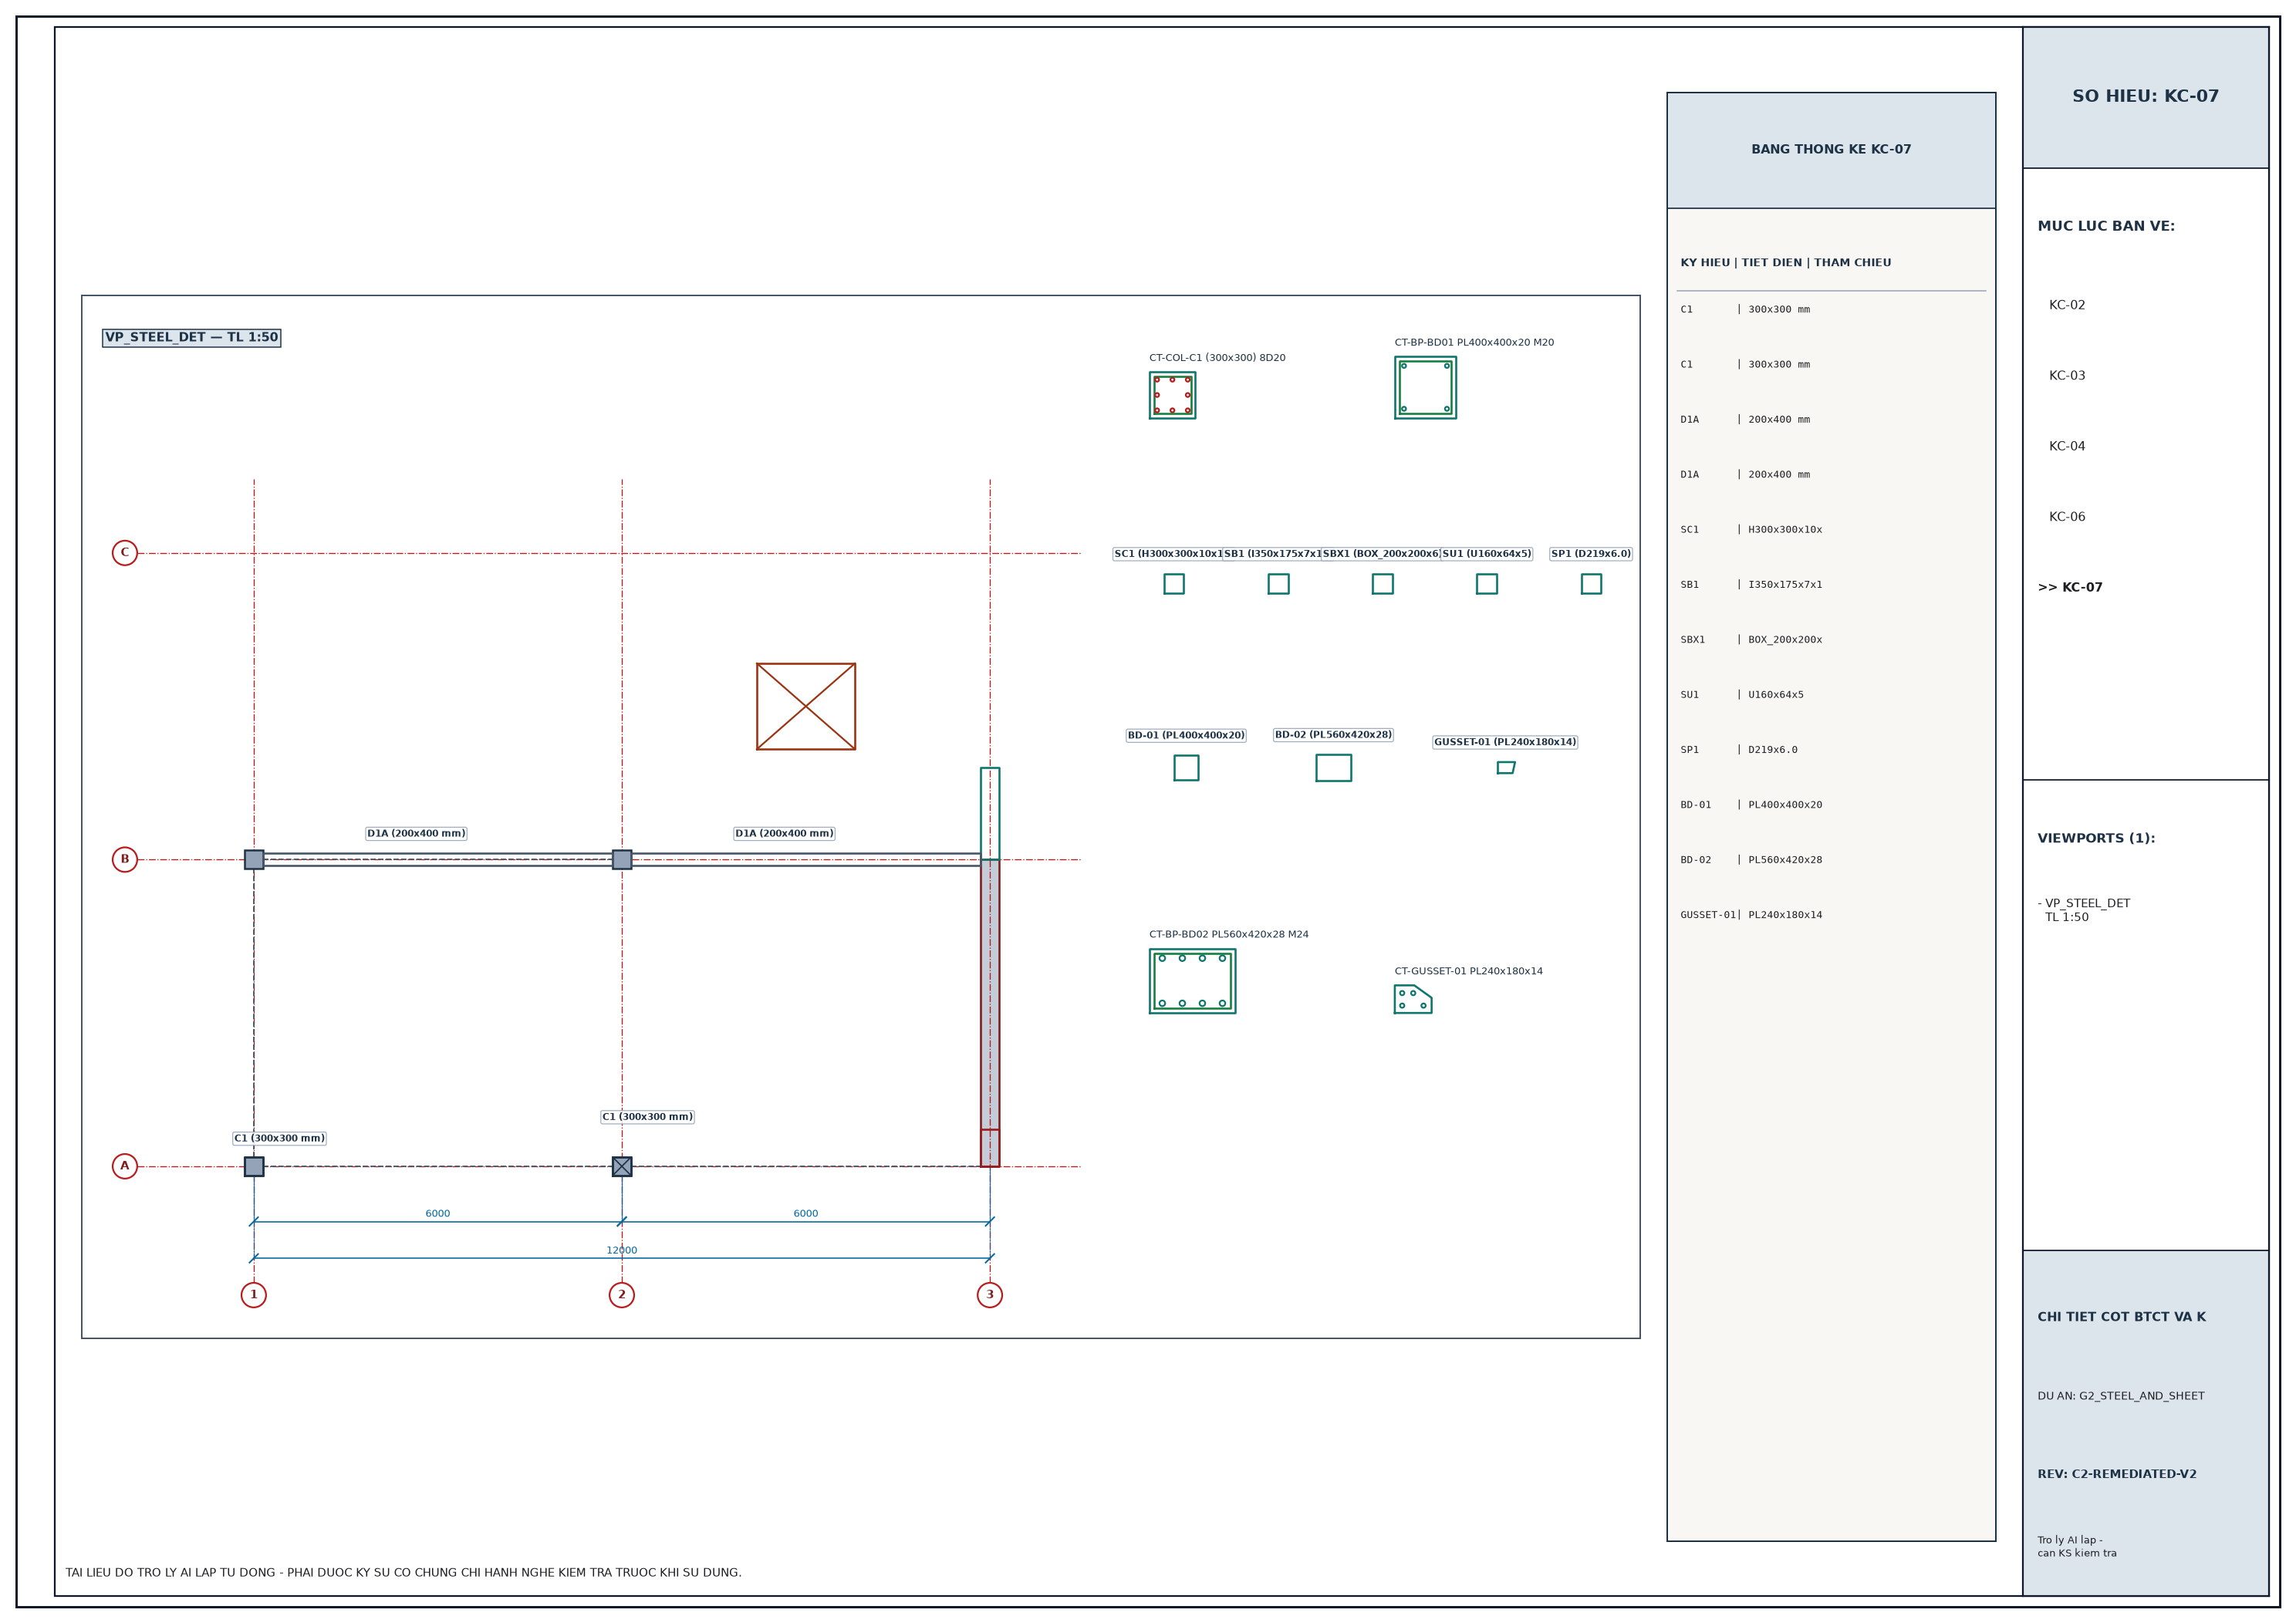 SO HIEU: KC-07
MUC LUC BAN VE:
KC-02
KC-03
KC-04
KC-06
>> KC-07
VIEWPORTS (1):
- VP_STEEL_DET
TL 1:50
CHI TIET COT BTCT VA K
DU AN: G2_STEEL_AND_SHEET
REV: C2-REMEDIATED-V2
Tro ly AI lap -
can KS kiem tra
BANG THONG KE KC-07
KY HIEU | TIET DIEN | THAM CHIEU
C1 | 300x300 mm
C1 | 300x300 mm
D1A | 200x400 mm
D1A | 200x400 mm
SC1 | H300x300x10x
SB1 | I350x175x7x1
SBX1 | BOX_200x200x
SU1 | U160x64x5
SP1 | D219x6.0
BD-01 | PL400x400x20
BD-02 | PL560x420x28
GUSSET-01| PL240x180x14
VP_STEEL_DET — TL 1:50
CT-COL-C1 (300x300) 8D20
CT-BP-BD01 PL400x400x20 M20
C
SC1 (H300x300x10x1
SB1 (I350x175x7x1
SBX1 (BOX_200x200x6)
SU1 (U160x64x5)
SP1 (D219x6.0)
BD-01 (PL400x400x20)
BD-02 (PL560x420x28)
GUSSET-01 (PL240x180x14)
D1A (200x400 mm)
D1A (200x400 mm)
B
CT-BP-BD02 PL560x420x28 M24
CT-GUSSET-01 PL240x180x14
C1 (300x300 mm)
C1 (300x300 mm)
A
6000
6000
12000
1
2
3
TAI LIEU DO TRO LY AI LAP TU DONG - PHAI DUOC KY SU CO CHUNG CHI HANH NGHE KIEM TRA TRUOC KHI SU DUNG.